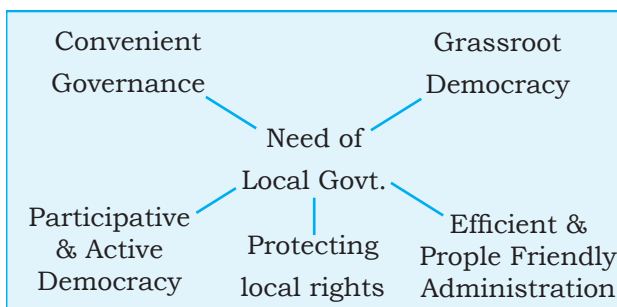 Convenient
Governance
Grassroot
Democracy
Need of
Local Govt.
Participative
& Active
Democracy
Protecting
local rights
Efficient &
Prople Friendly
Administration